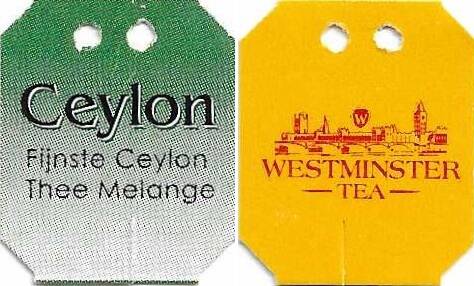 Ceylon
Fijnste Ceylon
Thee Melange
W
WESTMINSTER
TEA